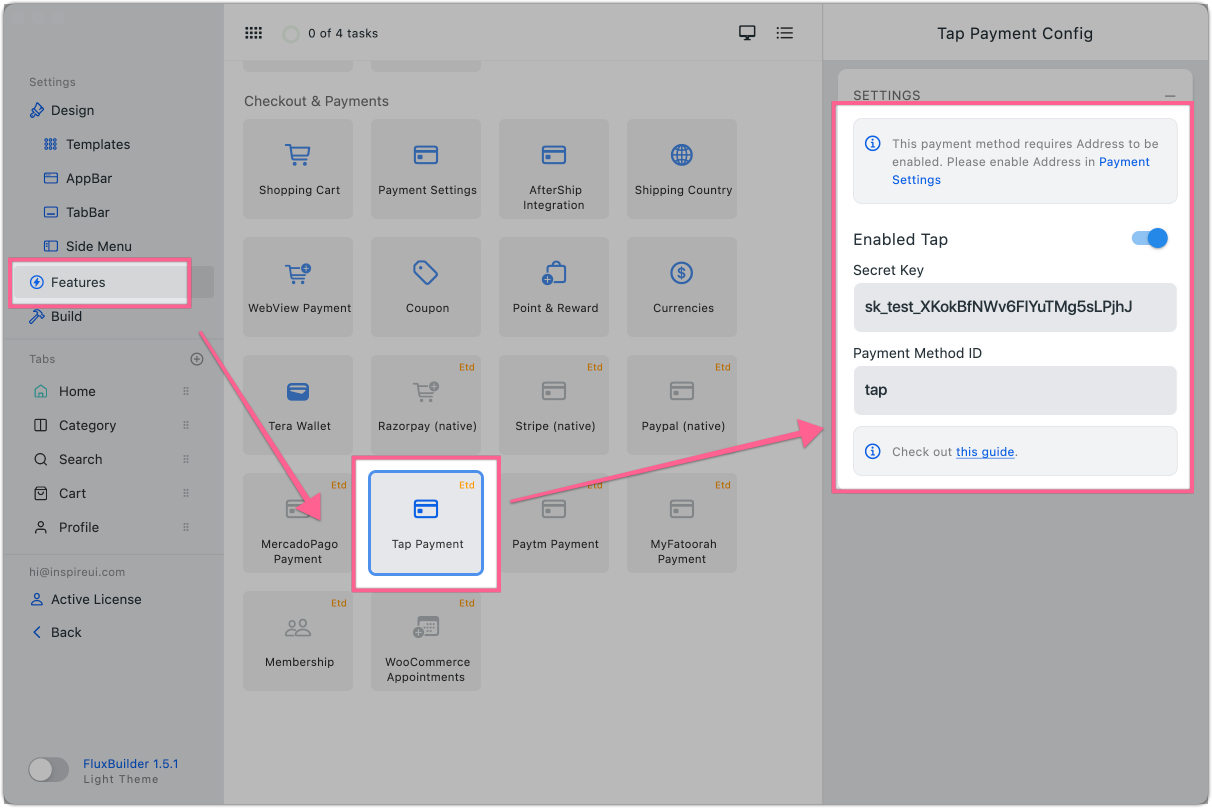 0 of 4 tasks
Tap Payment Config
Settings
Design
Templates
AppBar
TabBar
Side Menu
Features
Build
Tabs
Home
Category
Search
Cart
Profile
hi@inspireui.com
Active License
Back
FluxBuilder 1.5.1
Light Theme
Checkout & Payments
Shopping Cart
Payment Settings
AfterShip
Integration
Shipping Country
WebView Payment
Coupon
Point & Reward
Currencies
Tera Wallet
Etd
Razorpay (native)
Etd
Stripe (native)
Etd
Paypal (native)
Etd
MercadoPago
Payment
Etd
Tap Payment
Etd
Paytm Payment
Etd
MyFatoorah
Payment
Etd
Membership
Etd
WooCommerce
Appointments
SETTINGS
This payment method requires Address to be
enabled. Please enable Address in Payment
Settings
Enabled Tap
Secret Key
sk_test_XKokBfNWv6FIYuTMg5sLPjhJ
Payment Method ID
tap
Check out this guide.